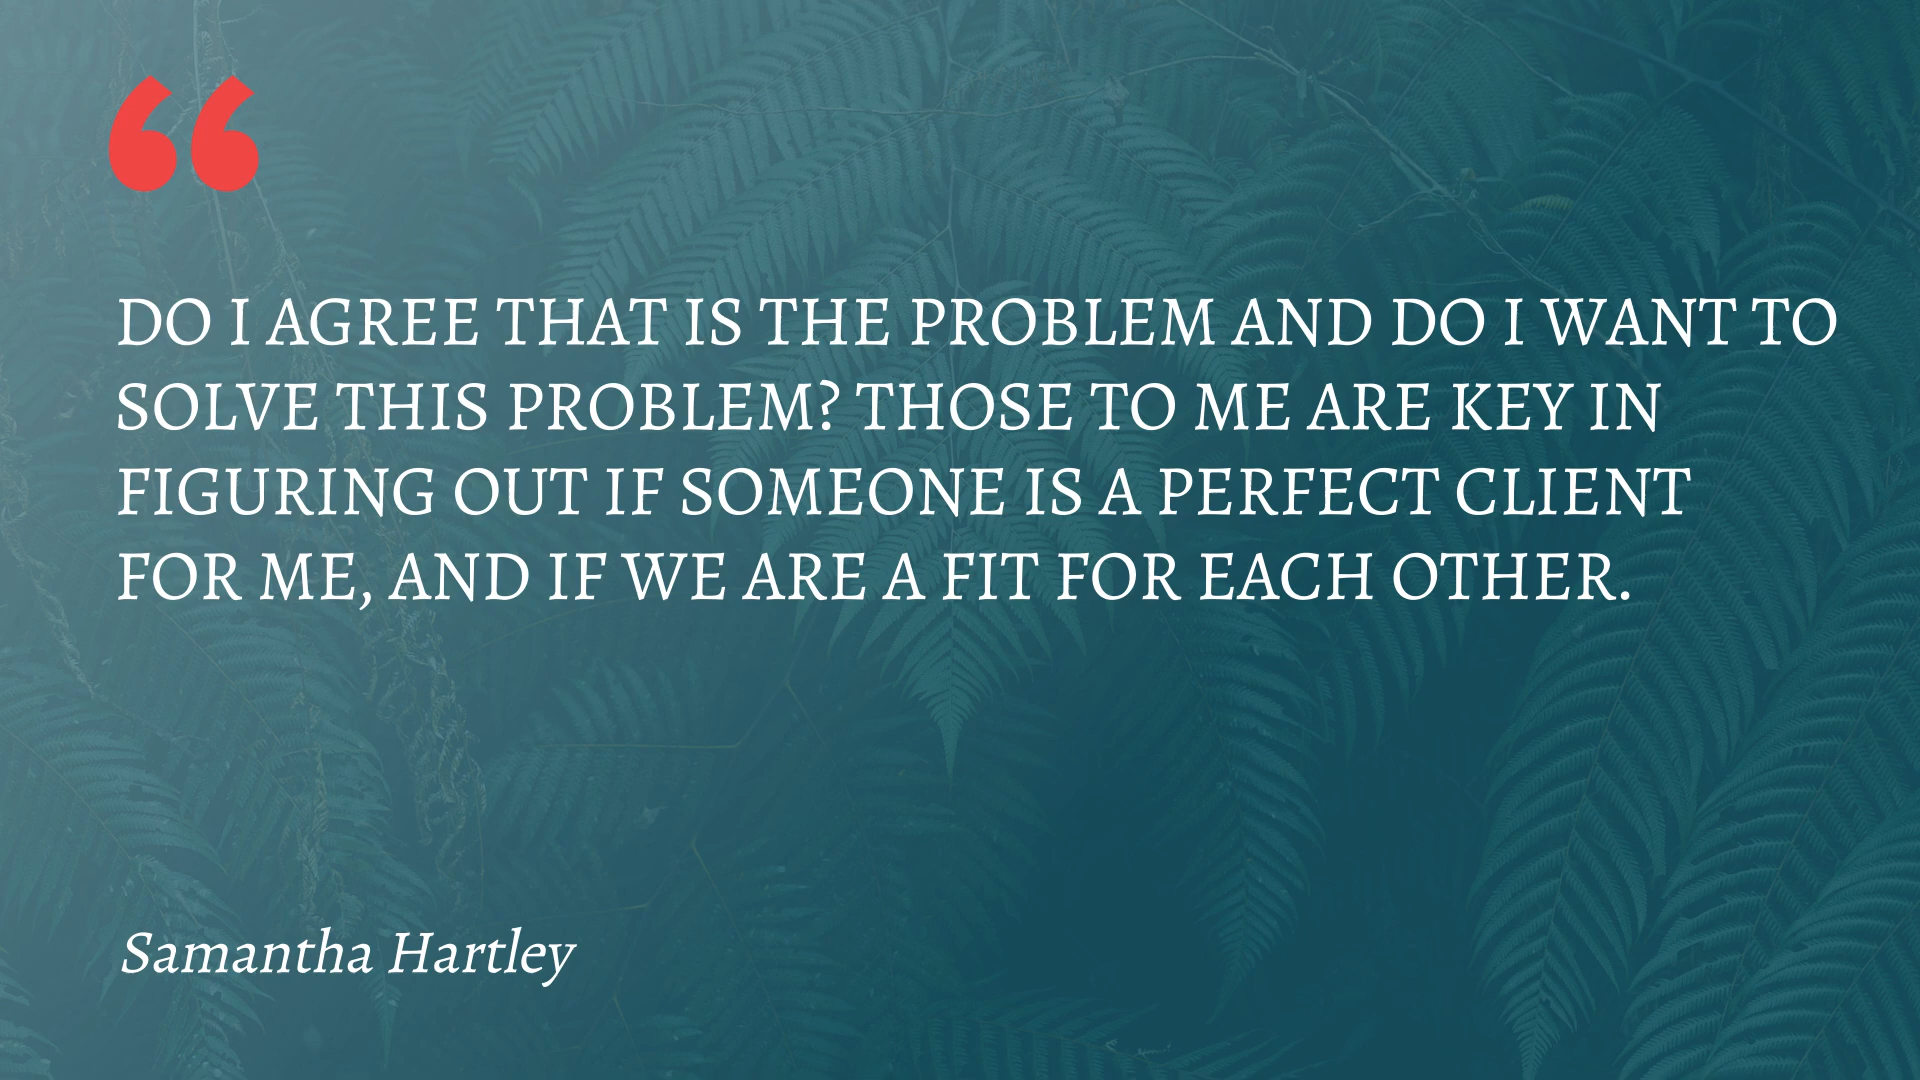 “
DO I AGREE THAT IS THE PROBLEM AND DO I WANT TO
SOLVE THIS PROBLEM? THOSE TO ME ARE KEY IN
FIGURING OUT IF SOMEONE IS A PERFECT CLIENT
FOR ME, AND IF WE ARE A FIT FOR EACH OTHER.
Samantha Hartley